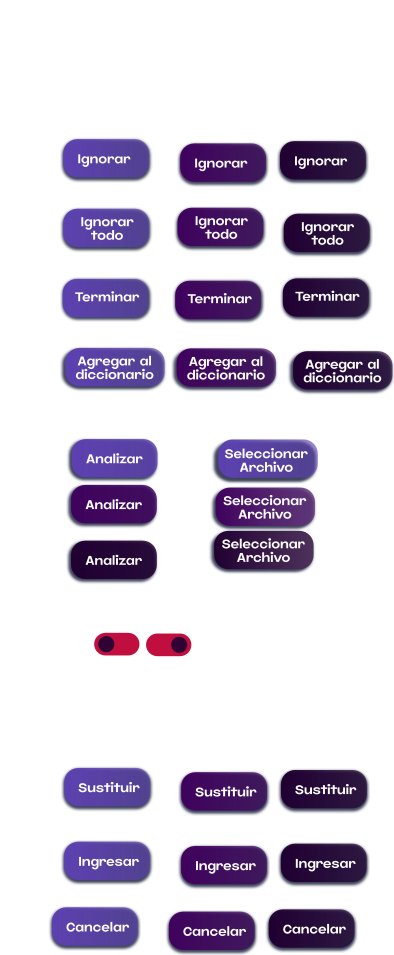 Ignorar
Ignorar
Ignorar
Ignorar
todo
Ignorar
todo
Ignorar
todo
Terminar
Terminar
Terminar
Agregar al
diccionario
Agregar al
diccionario
Agregar al
diccionario
Analizar
Seleccionar
Archivo
Analizar
Seleccionar
Archivo
Analizar
Seleccionar
Archivo
Sustituir
Sustituir
Sustituir
Ingresar
Ingresar
Ingresar
Cancelar
Cancelar
Cancelar